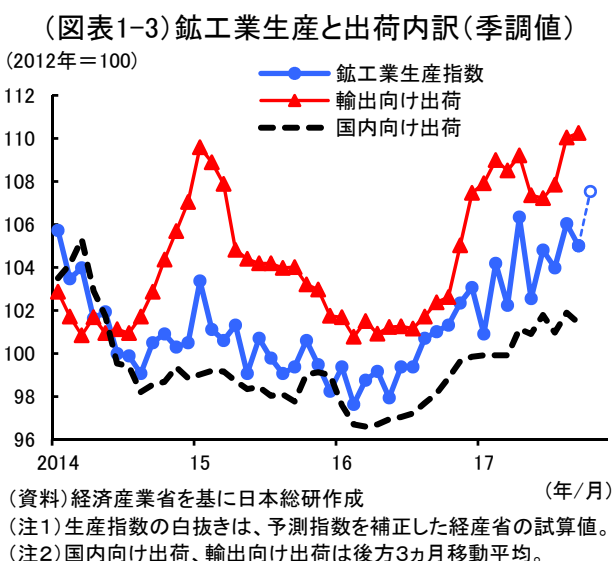 (図表1-3)鉱工業生産と出荷内訳(季調値)
(2012年=100)
鉱工業生産指数
輸出向け出荷
国内向け出荷
112
110
108
106
104
102
100
98
96
2014 15 16 17
(年/月)
(資料)経済産業省を基に日本総研作成
(注1)生産指数の白抜きは、予測指数を補正した経産省の試算値。
(注2)国内向け出荷、輸出向け出荷は後方3ヵ月移動平均。